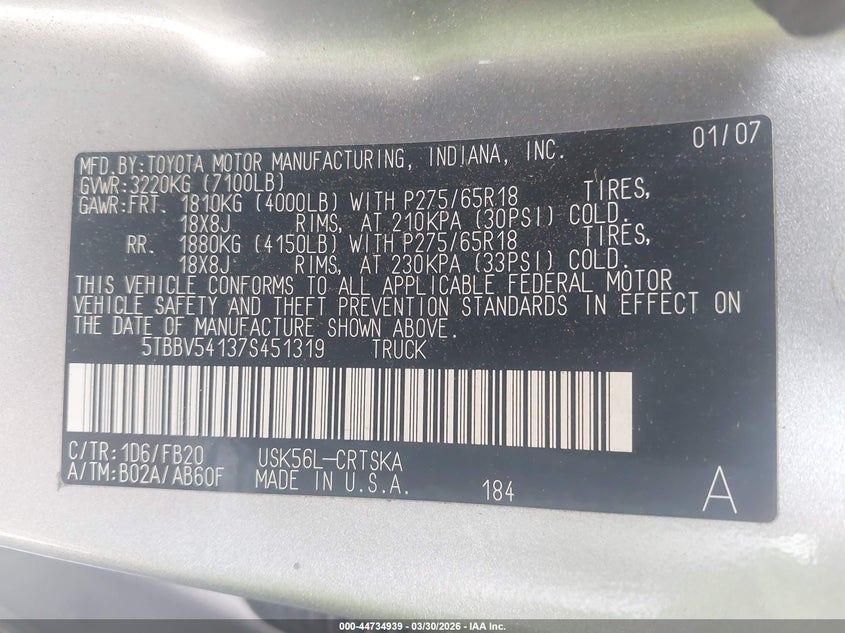 01/07
MFD.BY:TOYOTA MOTOR MANUFACTURING, INDIANA, INC.
GVWR:3220KG (7100LB)
GAWR:FRT. 1810KG (4000LB) WITH P275/65R18 TIRES,
18X8J RIMS, AT 210KPA (30PSI) COLD.
RR. 1880KG (4150LB) WITH P275/65R18 TIRES,
18X8J RIMS, AT 230KPA (33PSI) COLD.
THIS VEHICLE CONFORMS TO ALL APPLICABLE FEDERAL MOTOR
VEHICLE SAFETY AND THEFT PREVENTION STANDARDS IN EFFECT ON
THE DATE OF MANUFACTURE SHOWN ABOVE.
5TBBV54137S451319 TRUCK
C/TR:1D6/FB20 USK56L-CRTSKA
A/TM:B02A/AB60F MADE IN U.S.A. 184 A
000-44734939 | 03/30/2026 - IAA Inc.